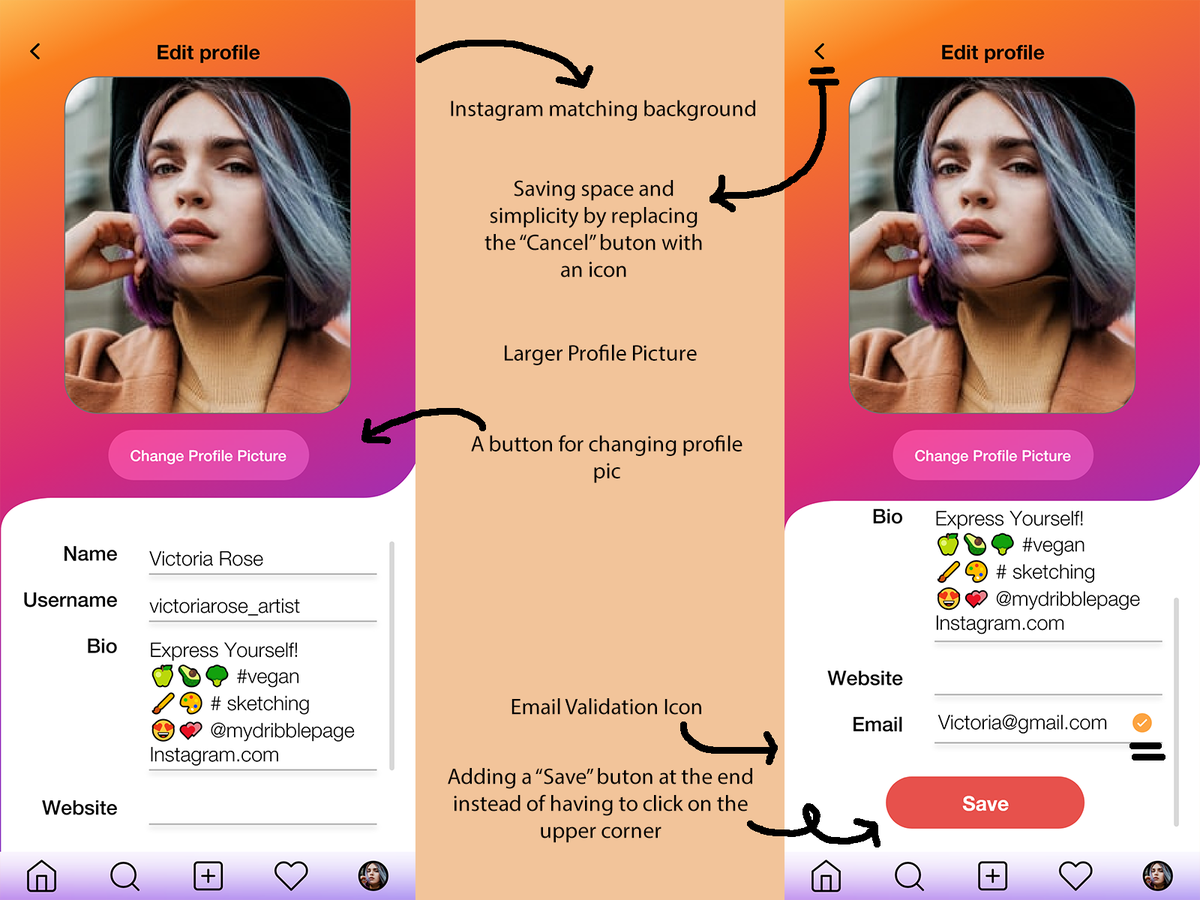 Edit profile
Change Profile Picture
Name
Victoria Rose
Username
victoriarose_artist
Bio
Express Yourself!
🍏🥑🥦 #vegan
🖌️🎨 # sketching
😍💕 @mydribblepage
Instagram.com
Website
Instagram matching background
Saving space and
simplicity by replacing
the “Cancel” buton with
an icon
Larger Profile Picture
A button for changing profile
pic
Email Validation Icon
Adding a “Save” buton at the end
instead of having to click on the
upper corner
Edit profile
Change Profile Picture
Bio
Express Yourself!
🍏🥑🥦 #vegan
🖌️🎨 # sketching
😍💕 @mydribblepage
Instagram.com
Website
Email
Victoria@gmail.com
Save